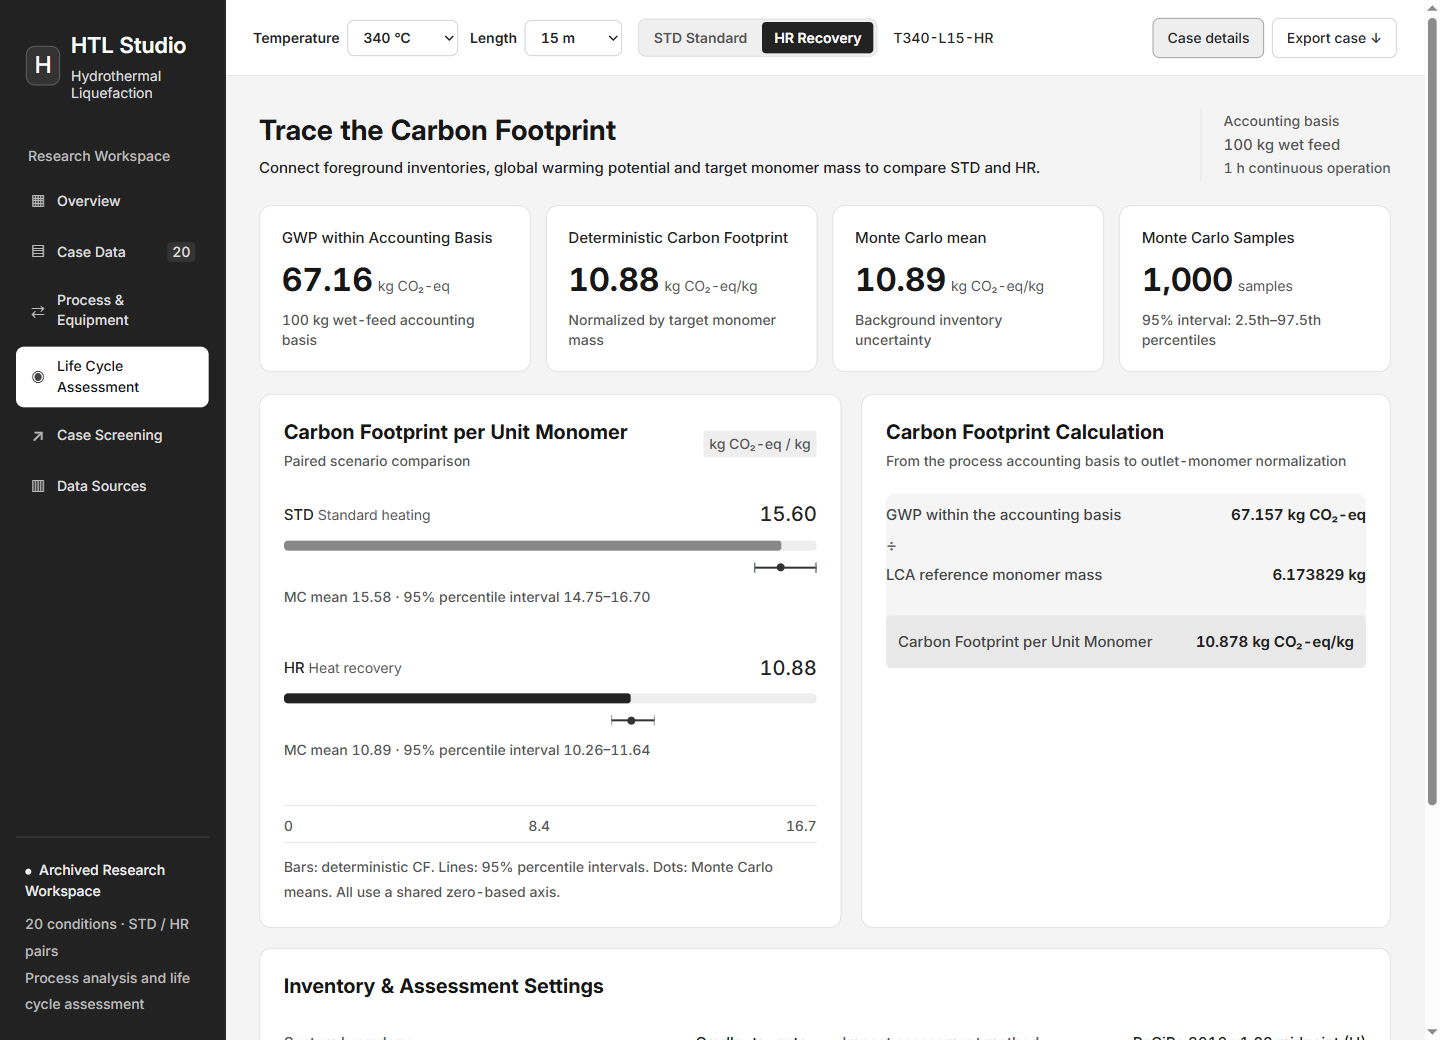 H
HTL Studio
Hydrothermal
Liquefaction
Research Workspace
Overview
Case Data 20
Process &
Equipment
Life Cycle
Assessment
Case Screening
Data Sources
Archived Research
Workspace
20 conditions · STD / HR
pairs
Process analysis and life
cycle assessment
Temperature 340 °C Length 15 m STD Standard HR Recovery T340-L15-HR Case details Export case ↓
Trace the Carbon Footprint
Connect foreground inventories, global warming potential and target monomer mass to compare STD and HR.
Accounting basis
100 kg wet feed
1 h continuous operation
GWP within Accounting Basis
67.16 kg CO₂-eq
100 kg wet-feed accounting
basis
Deterministic Carbon Footprint
10.88 kg CO₂-eq/kg
Normalized by target monomer
mass
Monte Carlo mean
10.89 kg CO₂-eq/kg
Background inventory
uncertainty
Monte Carlo Samples
1,000 samples
95% interval: 2.5th–97.5th
percentiles
Carbon Footprint per Unit Monomer
Paired scenario comparison
kg CO₂-eq / kg
STD Standard heating 15.60
MC mean 15.58 · 95% percentile interval 14.75–16.70
HR Heat recovery 10.88
MC mean 10.89 · 95% percentile interval 10.26–11.64
0 8.4 16.7
Bars: deterministic CF. Lines: 95% percentile intervals. Dots: Monte Carlo
means. All use a shared zero-based axis.
Carbon Footprint Calculation
From the process accounting basis to outlet-monomer normalization
GWP within the accounting basis 67.157 kg CO₂-eq
÷
LCA reference monomer mass 6.173829 kg
Carbon Footprint per Unit Monomer 10.878 kg CO₂-eq/kg
Inventory & Assessment Settings